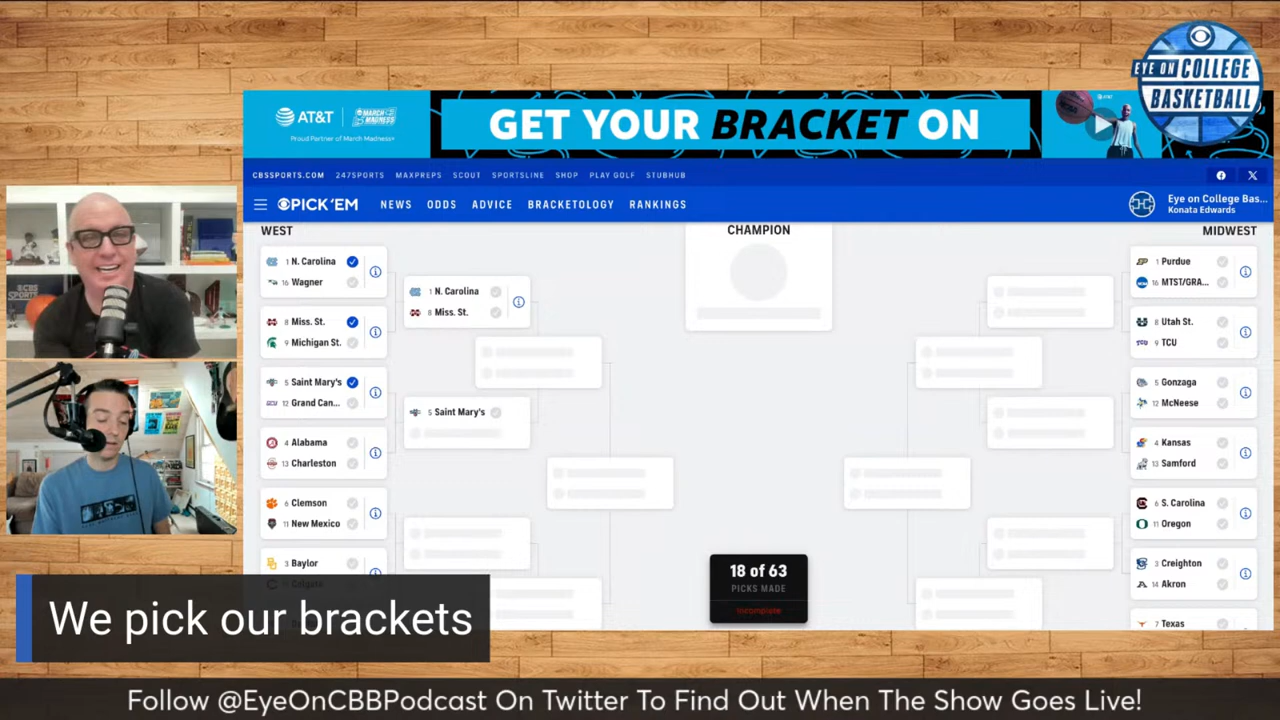 EYE ON COLLEGE
BASKETBALL
AT&T
MARCH MADNESS
Proud Partner of March Madness
GET YOUR BRACKET ON
AT&T
CBSSPORTS.COM 247SPORTS MAXPREPS SCOUT SPORTSLINE SHOP PLAY GOLF STUBHUB
PICK'EM NEWS ODDS ADVICE BRACKETOLOGY RANKINGS
Eye on College Bas...
Konata Edwards
WEST
1 N. Carolina
16 Wagner
8 Miss. St.
9 Michigan St.
5 Saint Mary's
12 Grand Can...
4 Alabama
13 Charleston
6 Clemson
11 New Mexico
3 Baylor
1 N. Carolina
8 Miss. St.
5 Saint Mary's
CHAMPION
18 of 63
PICKS MADE
Incomplete
MIDWEST
1 Purdue
16 MTST/GRA...
8 Utah St.
9 TCU
5 Gonzaga
12 McNeese
4 Kansas
13 Samford
6 S. Carolina
11 Oregon
3 Creighton
14 Akron
7 Texas
CBS
SPORTS
We pick our brackets
Follow @EyeOnCBBPodcast On Twitter To Find Out When The Show Goes Live!